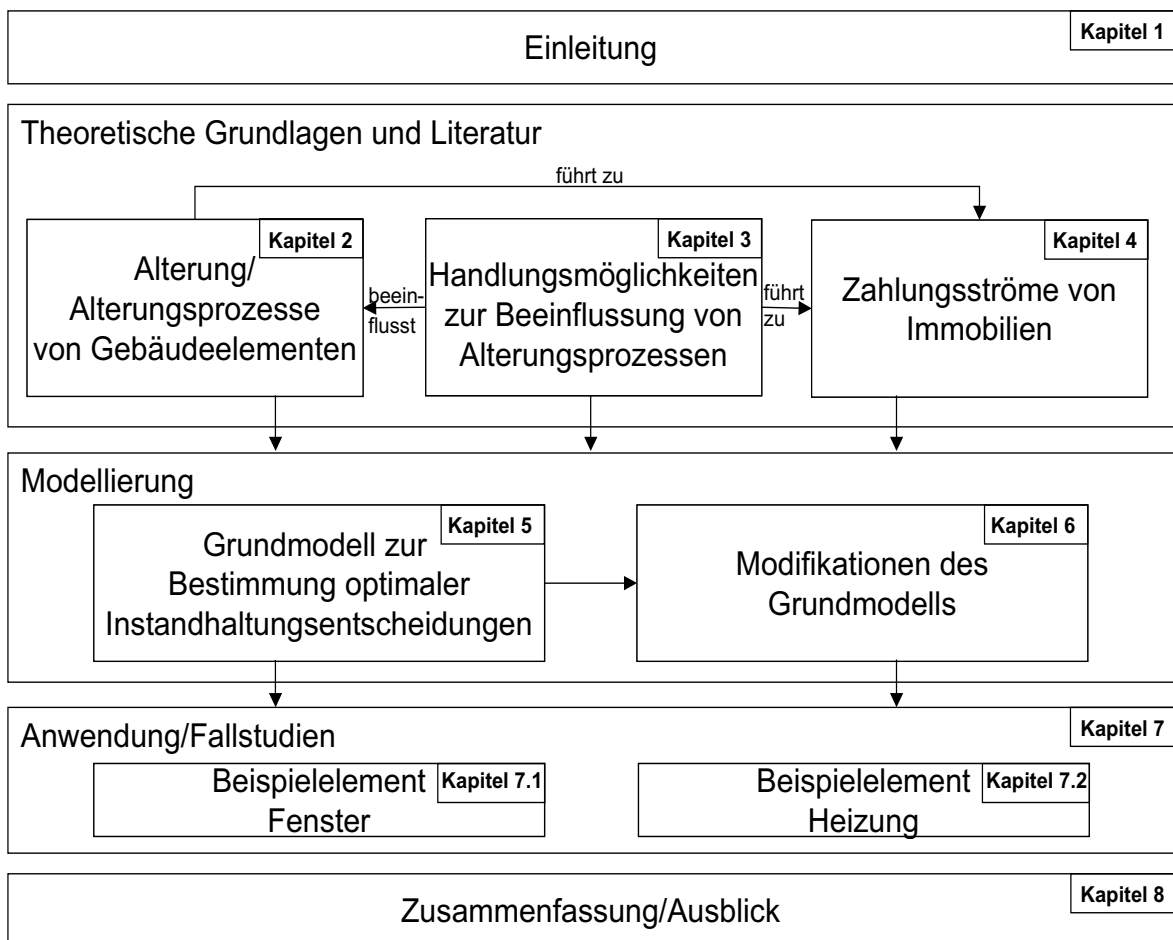 Einleitung
Kapitel 1
Theoretische Grundlagen und Literatur
führt zu
Kapitel 2
Alterung/
Alterungsprozesse
von Gebäudeelementen
beein-
flusst
Kapitel 3
Handlungsmöglichkeiten
zur Beeinflussung von
Alterungsprozessen
führt
zu
Kapitel 4
Zahlungsströme von
Immobilien
Modellierung
Kapitel 5
Grundmodell zur
Bestimmung optimaler
Instandhaltungsentscheidungen
Kapitel 6
Modifikationen des
Grundmodells
Anwendung/Fallstudien
Kapitel 7
Beispielelement
Fenster
Kapitel 7.1
Beispielelement
Heizung
Kapitel 7.2
Zusammenfassung/Ausblick
Kapitel 8